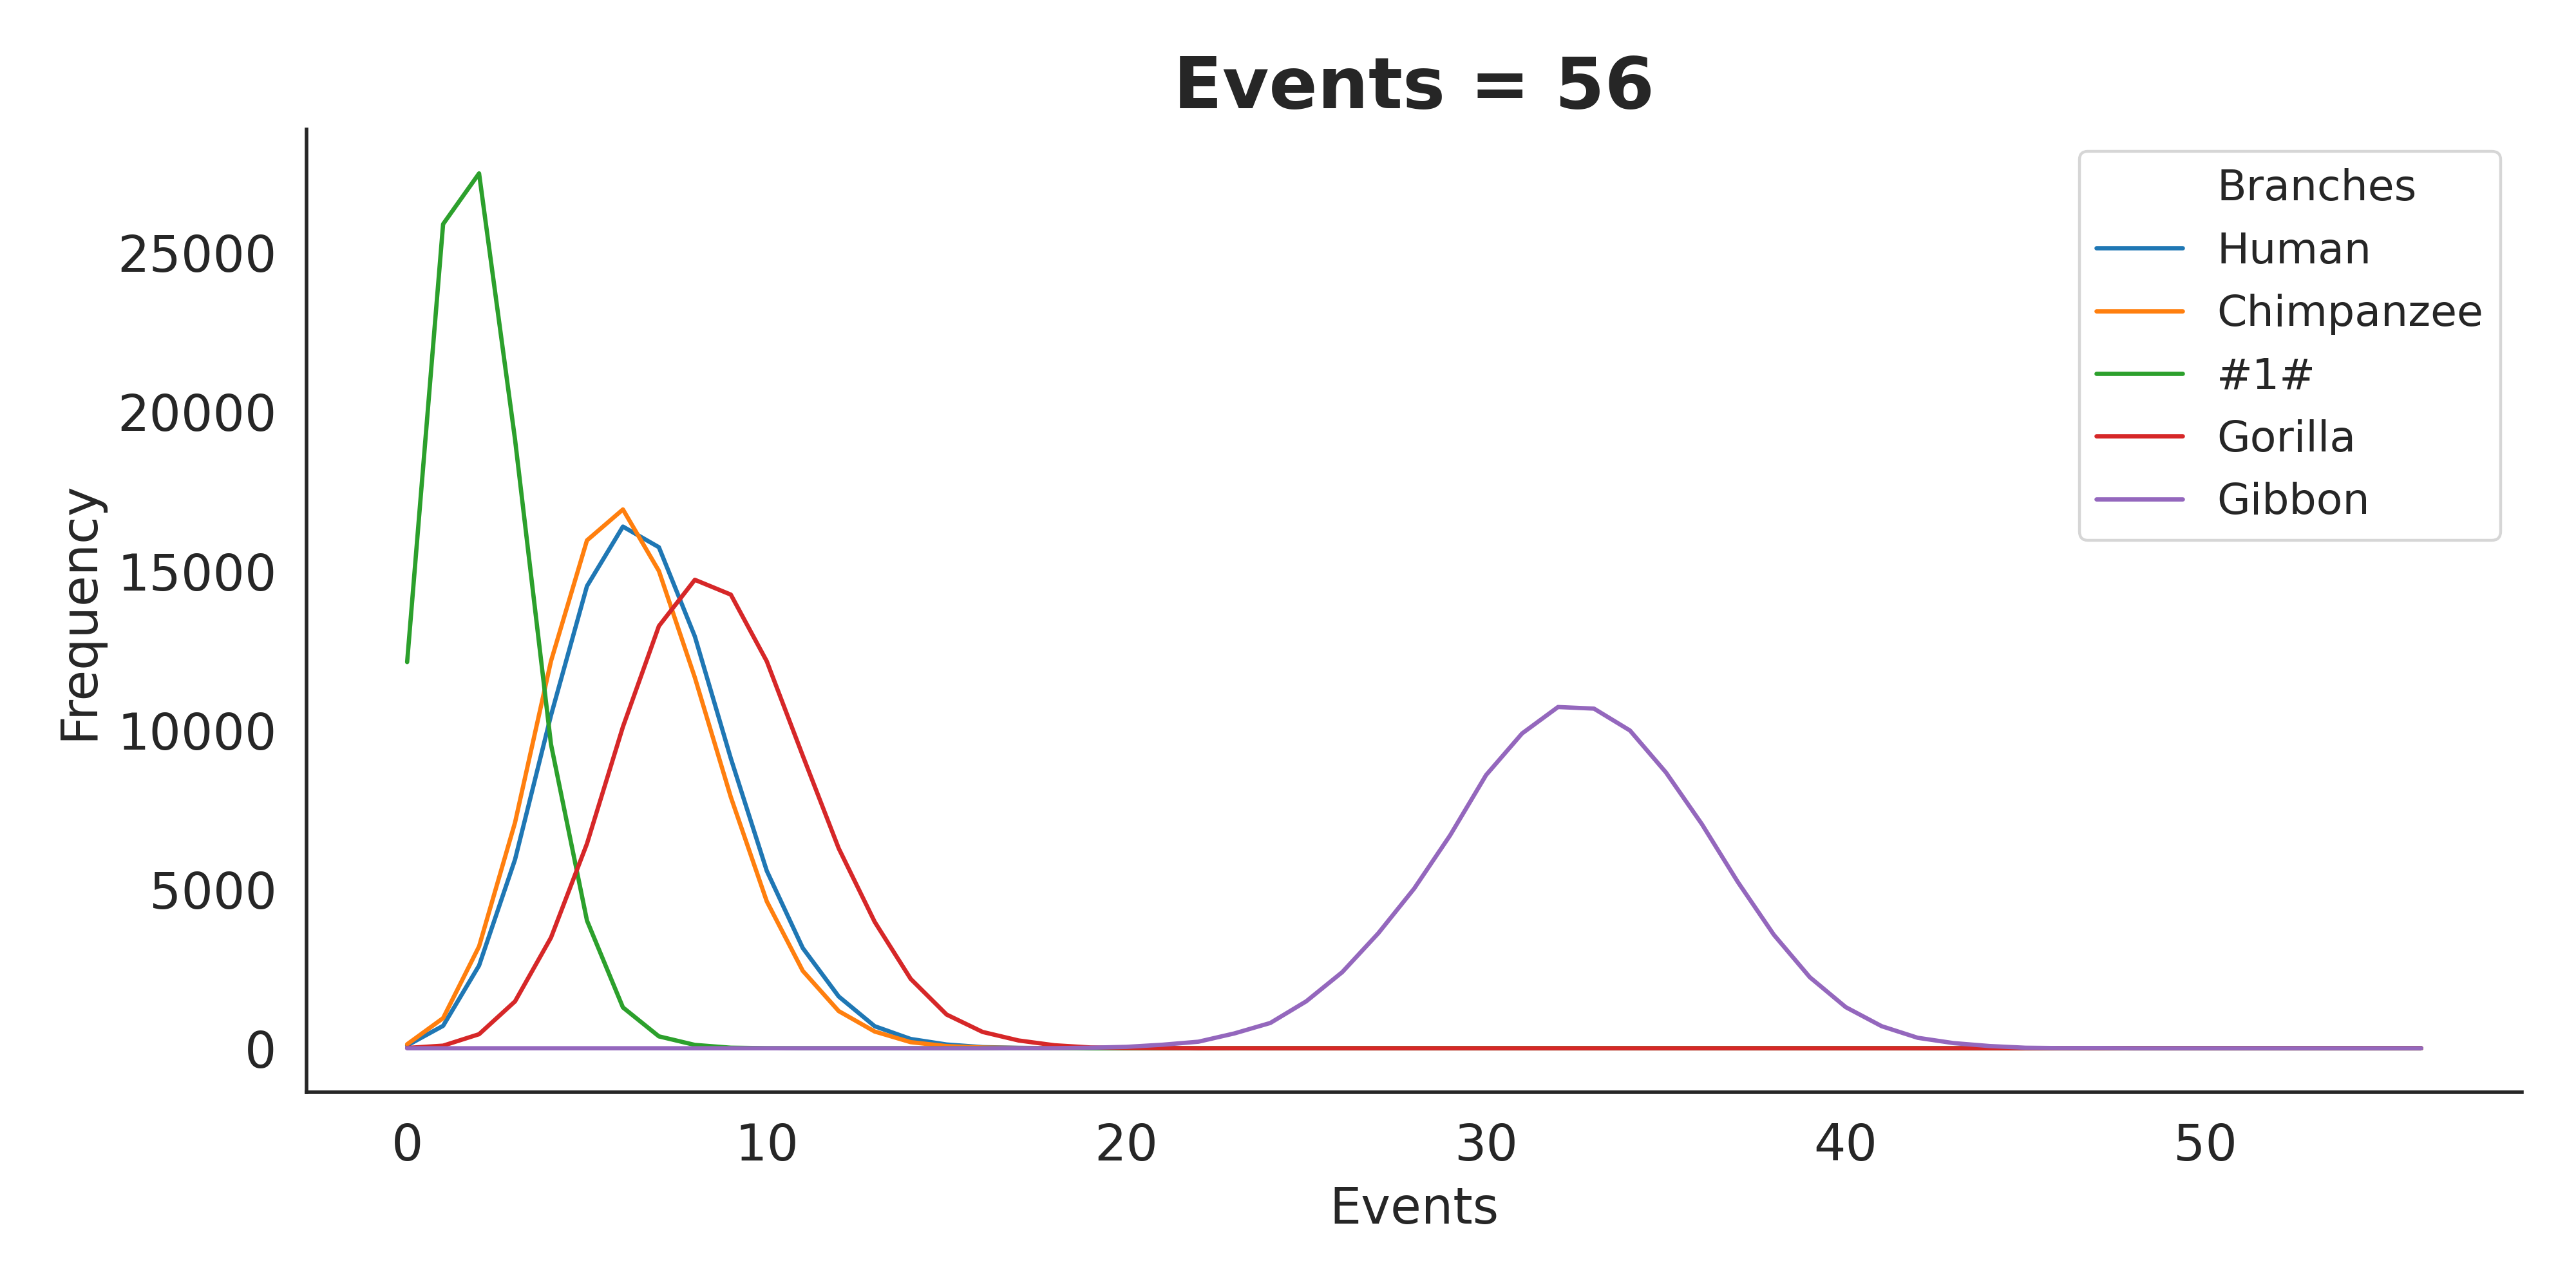 Events = 56
Branches
Human
Chimpanzee
#1#
Gorilla
Gibbon
Frequency
25000
20000
15000
10000
5000
0
0 10 20 30 40 50
Events